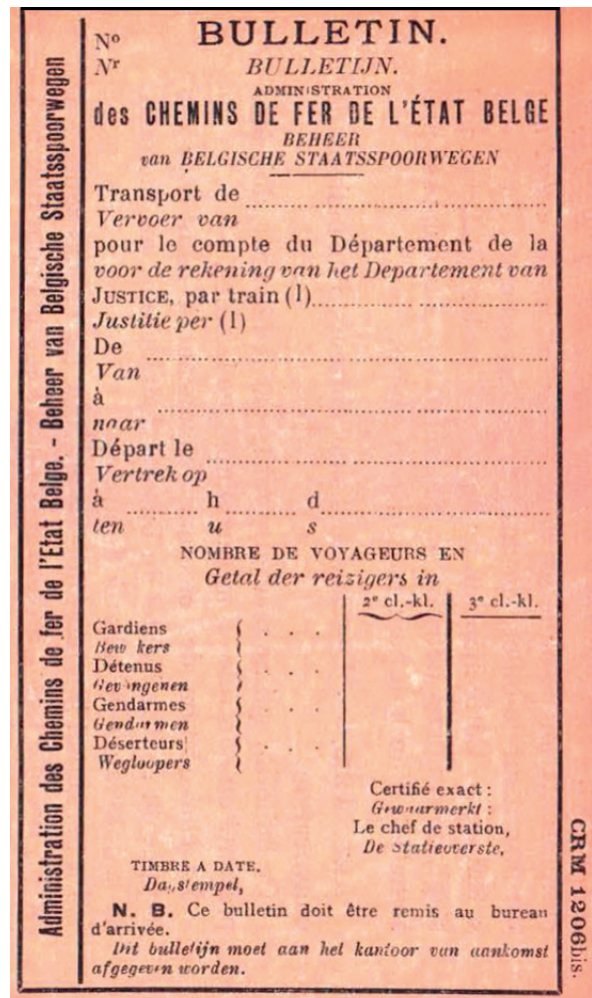 Administration des Chemins de fer de l'Etat Belge. - Beheer van Belgische Staatsspoorwegen
Nº BULLETIN.
Nr BULLETIJN.
ADMINISTRATION
des CHEMINS DE FER DE L'ÉTAT BELGE
BEHEER
van BELGISCHE STAATSSPOORWEGEN
Transport de
Vervoer van
pour le compte du Département de la
voor de rekening van het Departement van
JUSTICE, par train (1)
Justitie per (1)
De
Van
à
naar
Départ le
Vertrek op
à h d
ten u s
NOMBRE DE VOYAGEURS EN
Getal der reizigers in
2e cl.-kl. 3e cl.-kl.
Gardiens
Bew kers
Détenus
Gevangenen
Gendarmes
Gendarmen
Déserteurs
Wegloopers
Certifié exact :
Gewaarmerkt :
Le chef de station,
De Statieoverste,
TIMBRE A DATE.
Dagstempel,
N. B. Ce bulletin doit être remis au bureau
d'arrivée.
Dit bulletijn moet aan het kantoor van aankomst
afgegeven worden.
CRM 1206bis.